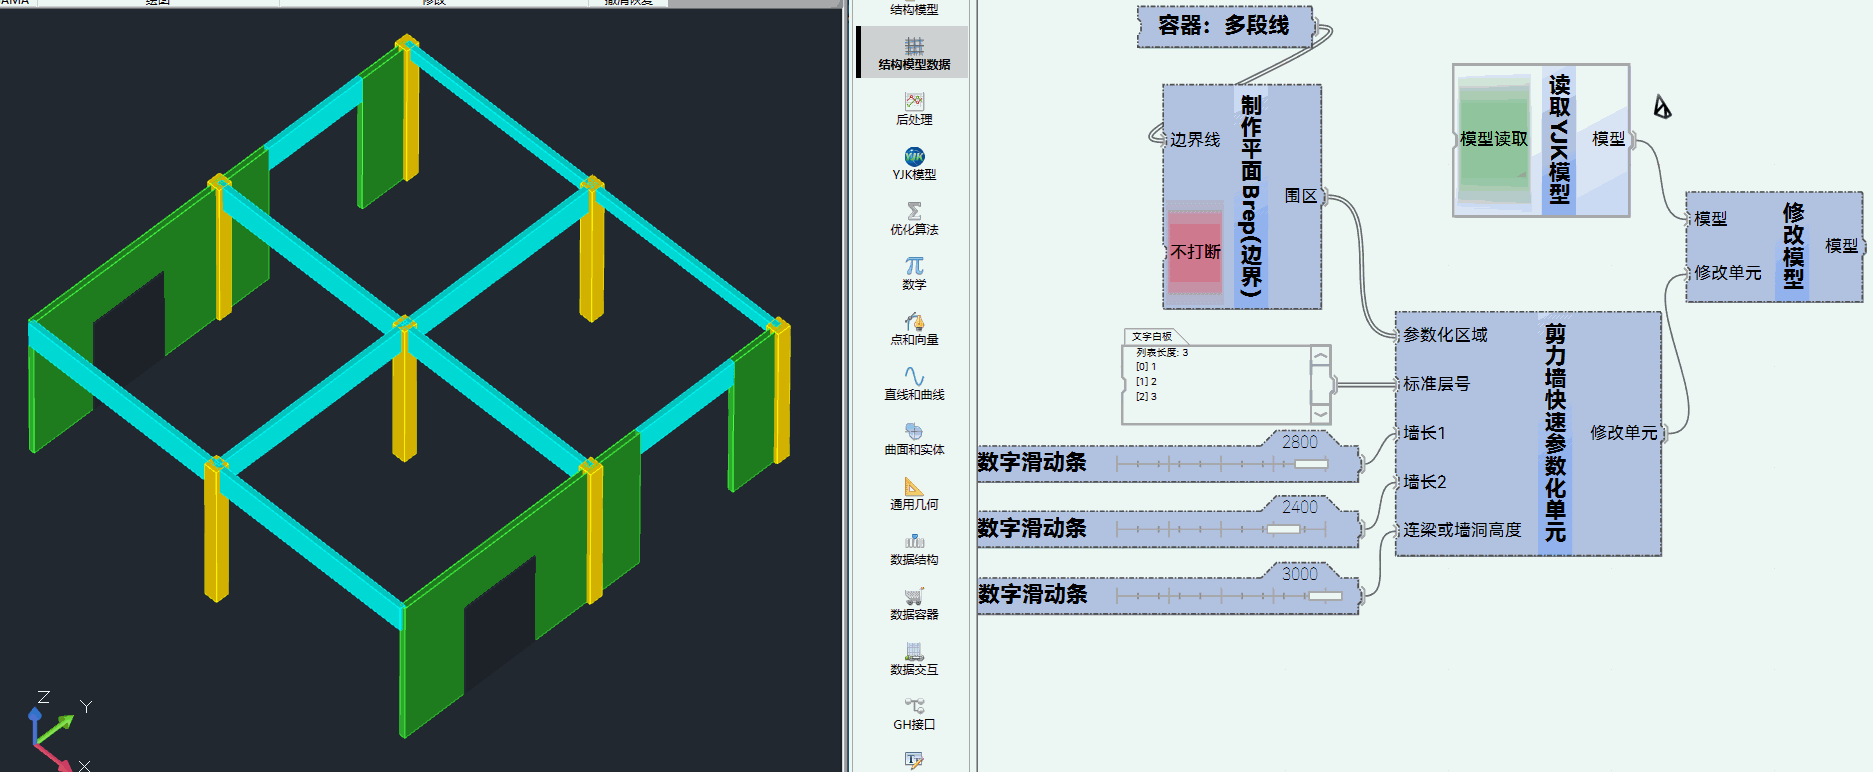 绘图
修改
撤消恢复
Z
Y
X
结构模型
结构模型数据
后处理
YJK
YJK模型
优化算法
数学
点和向量
直线和曲线
曲面和实体
通用几何
数据结构
数据容器
数据交互
GH接口
容器：多段线
边界线
不打断
制作平面Brep(边界)
围区
模型读取
读取YJK模型
模型
模型
修改单元
修改模型
模型
文字白板
列表长度: 3
[0] 1
[1] 2
[2] 3
参数化区域
标准层号
墙长1
墙长2
连梁或墙洞高度
剪力墙快速参数化单元
修改单元
数字滑动条
2800
数字滑动条
2400
数字滑动条
3000